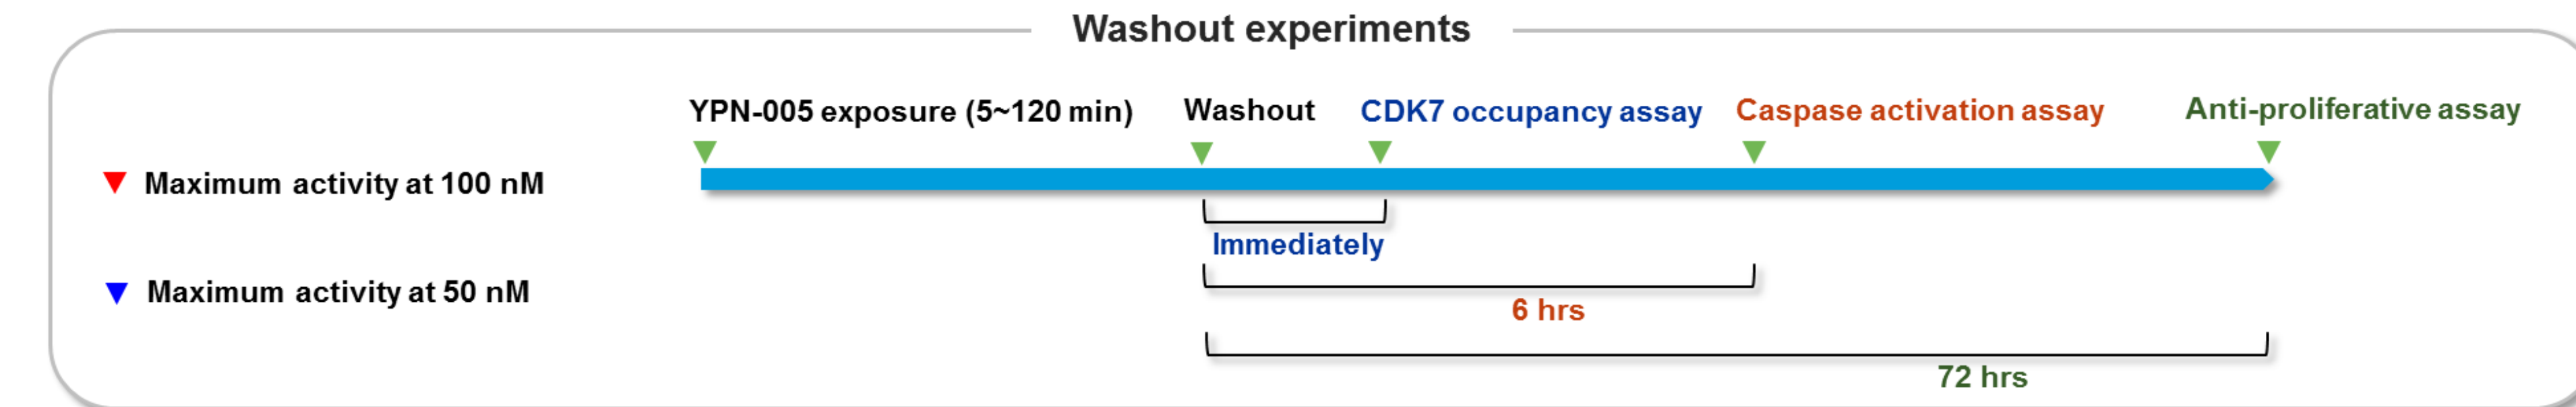 Washout experiments
YPN-005 exposure (5~120 min)
Washout
CDK7 occupancy assay
Caspase activation assay
Anti-proliferative assay
Maximum activity at 100 nM
Immediately
Maximum activity at 50 nM
6 hrs
72 hrs